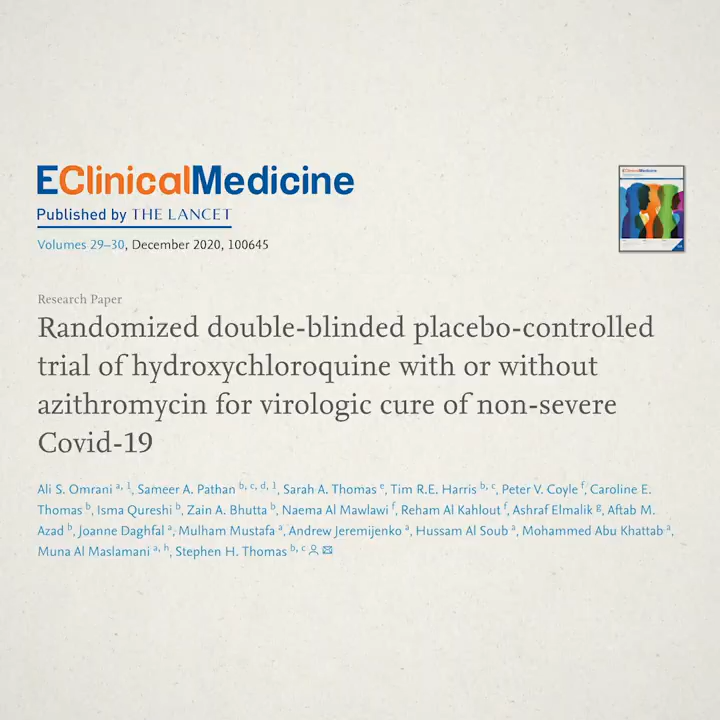 EClinicalMedicine
Published by THE LANCET
Volumes 29–30, December 2020, 100645
Research Paper
Randomized double-blinded placebo-controlled
trial of hydroxychloroquine with or without
azithromycin for virologic cure of non-severe
Covid-19
Ali S. Omrani a, 1, Sameer A. Pathan b, c, d, 1, Sarah A. Thomas e, Tim R.E. Harris b, c, Peter V. Coyle f, Caroline E.
Thomas b, Isma Qureshi b, Zain A. Bhutta b, Naema Al Mawlawi f, Reham Al Kahlout f, Ashraf Elmalik g, Aftab M.
Azad b, Joanne Daghfal a, Mulham Mustafa a, Andrew Jeremijenko a, Hussam Al Soub a, Mohammed Abu Khattab a,
Muna Al Maslamani a, h, Stephen H. Thomas b, c
EClinicalMedicine